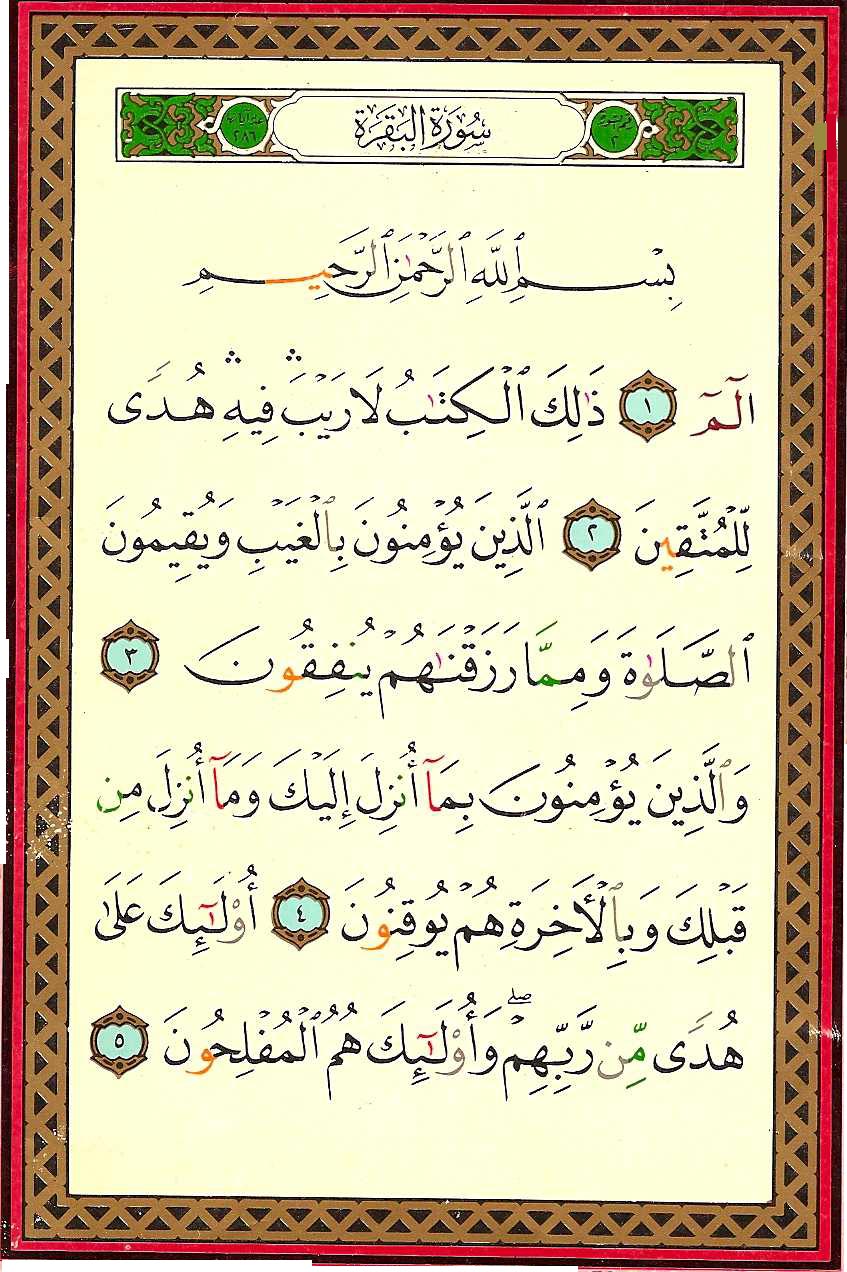 سُورَةُ البَقَرَةِ
٢٨٦
بِسْمِ ٱللَّهِ ٱلرَّحْمَٰنِ ٱلرَّحِيمِ
الٓمٓ ١ ذَٰلِكَ ٱلْكِتَٰبُ لَا رَيْبَ ۛ فِيهِ ۛ هُدًى
لِّلْمُتَّقِينَ ٢ ٱلَّذِينَ يُؤْمِنُونَ بِٱلْغَيْبِ وَيُقِيمُونَ
ٱلصَّلَوٰةَ وَمِمَّا رَزَقْنَٰهُمْ يُنفِقُونَ ٣
وَٱلَّذِينَ يُؤْمِنُونَ بِمَآ أُنزِلَ إِلَيْكَ وَمَآ أُنزِلَ مِن
قَبْلِكَ وَبِٱلْأَخِرَةِ هُمْ يُوقِنُونَ ٤ أُوْلَٰٓئِكَ عَلَىٰ
هُدًى مِّن رَّبِّهِمْ ۖ وَأُوْلَٰٓئِكَ هُمُ ٱلْمُفْلِحُونَ ٥